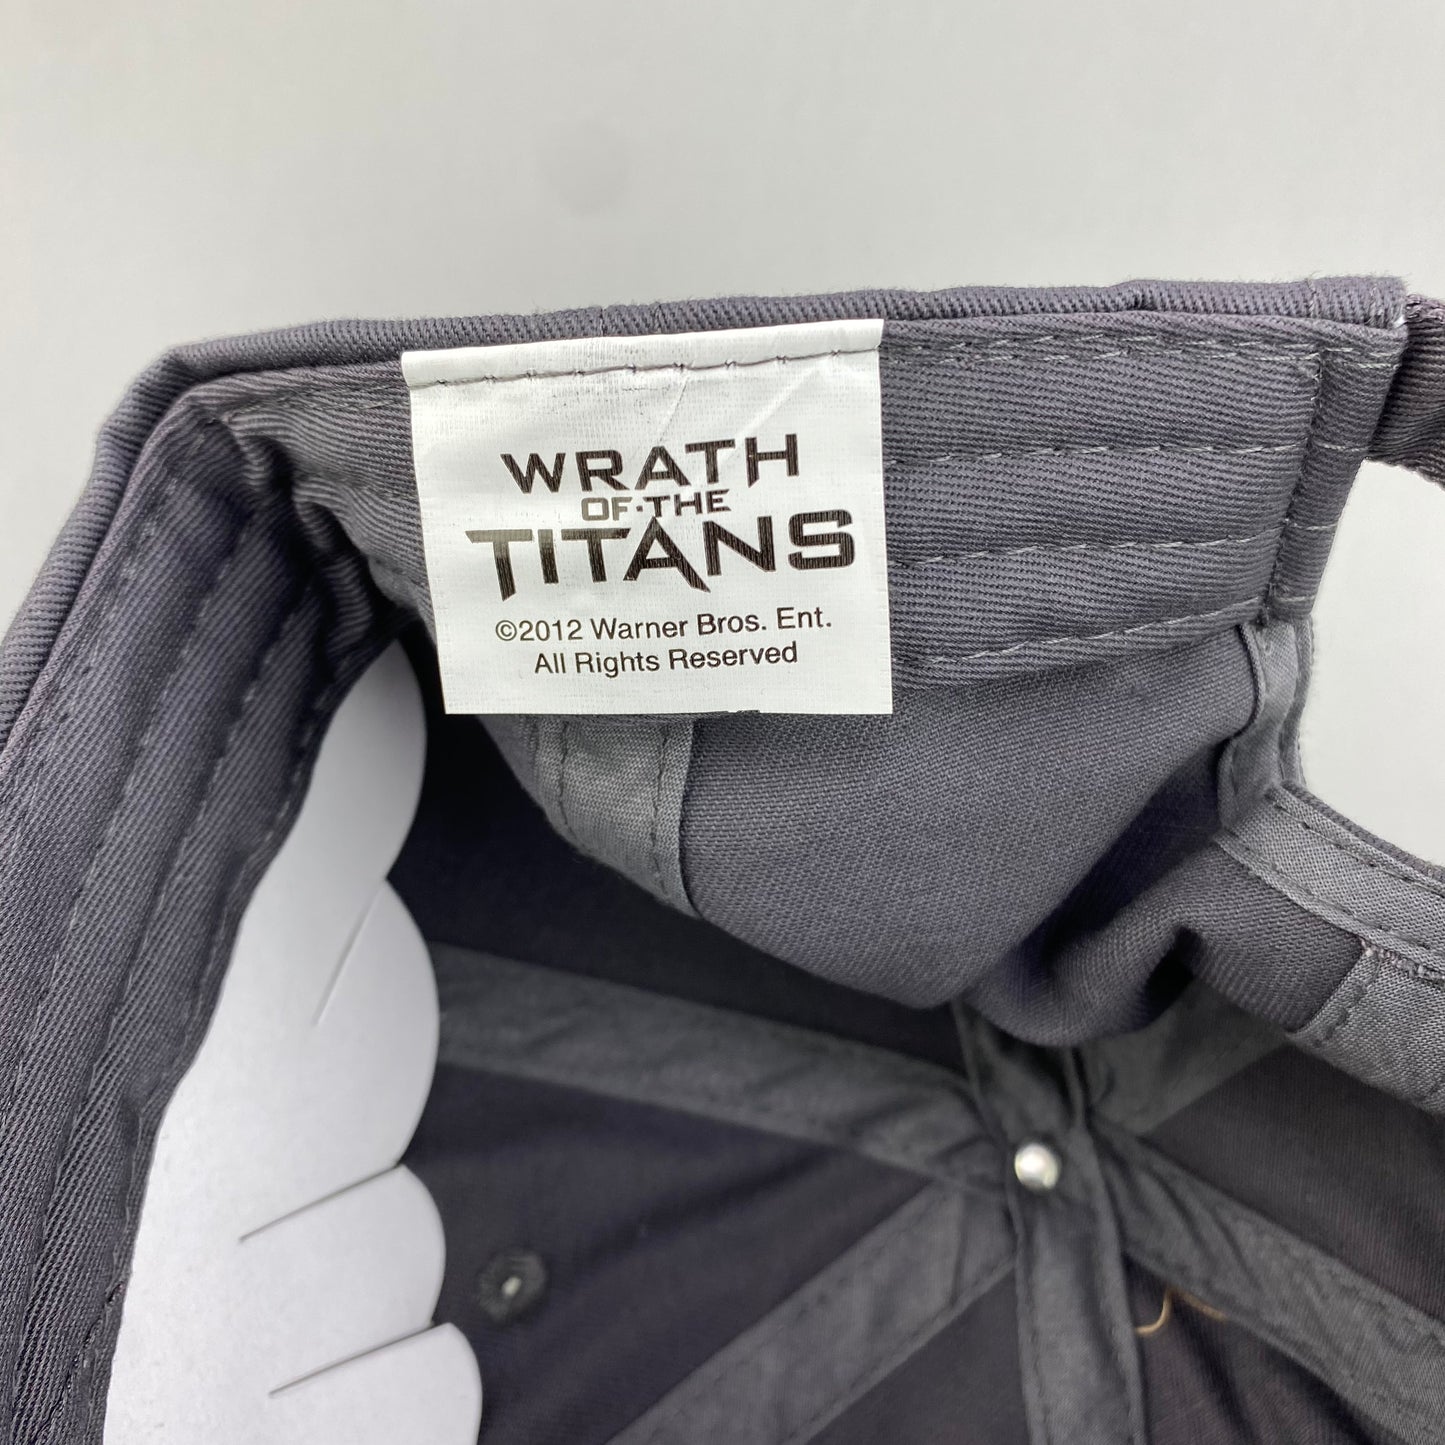 WRATH
OF·THE
TITANS
©2012 Warner Bros. Ent.
All Rights Reserved